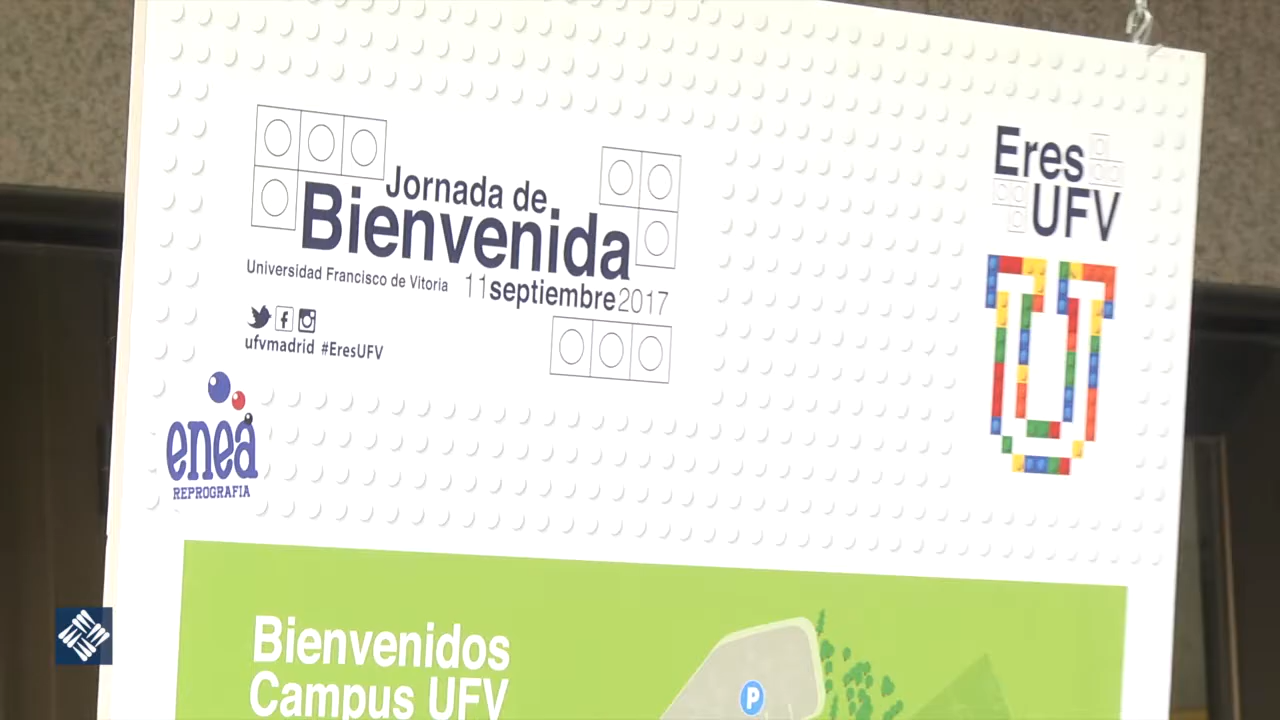 Jornada de
Bienvenida
Universidad Francisco de Vitoria
11septiembre2017
ufvmadrid #EresUFV
enea
REPROGRAFIA
Eres
UFV
Bienvenidos
Campus UFV
P